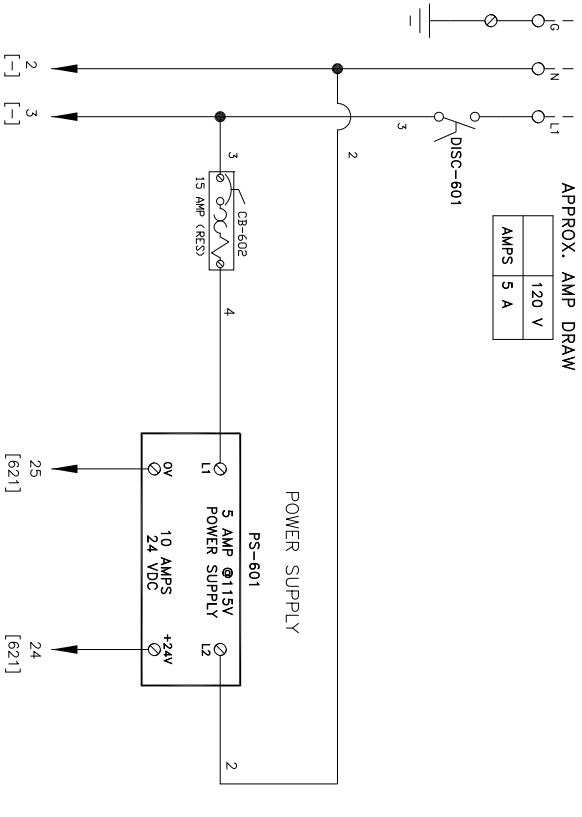 APPROX. AMP DRAW
120 V
AMPS 5 A
L1
N
G
DISC-601
3
2
3
CB-602
15 AMP (RES)
4
POWER SUPPLY
PS-601
L1
5 AMP @115V
POWER SUPPLY
L2
0V
10 AMPS
24 VDC
+24V
2
2
[-]
3
[-]
25
[621]
24
[621]